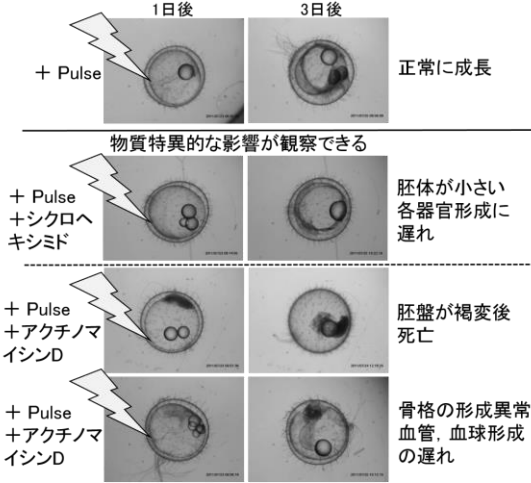 1日後
3日後
＋ Pulse
正常に成長
物質特異的な影響が観察できる
＋ Pulse
＋シクロヘ
キシミド
胚体が小さい
各器官形成に
遅れ
＋ Pulse
＋アクチノマ
イシンD
胚盤が褐変後
死亡
＋ Pulse
＋アクチノマ
イシンD
骨格の形成異常
血管，血球形成
の遅れ